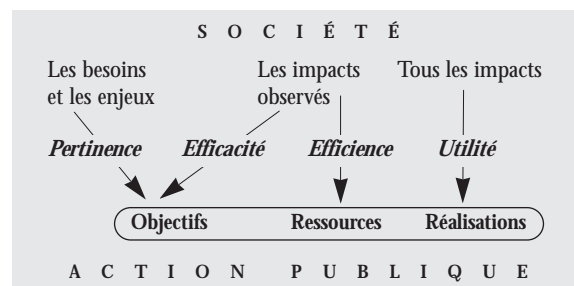 S O C I É T É
Les besoins et les enjeux
Les impacts observés
Tous les impacts
Pertinence Efficacité Efficience Utilité
Objectifs Ressources Réalisations
A C T I O N P U B L I Q U E